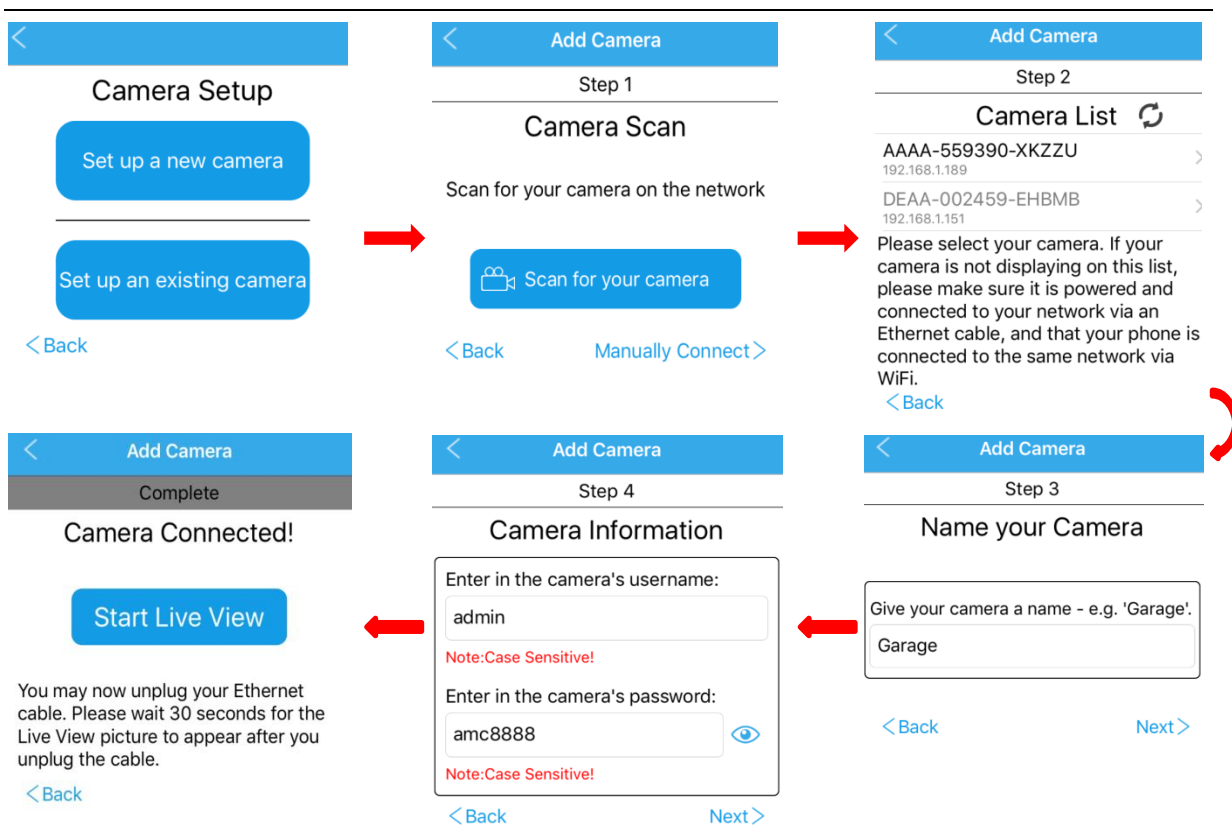 Camera Setup
Set up a new camera
Set up an existing camera
Back
Add Camera
Step 1
Camera Scan
Scan for your camera on the network
Scan for your camera
Back
Manually Connect
Add Camera
Step 2
Camera List
AAAA-559390-XKZZU
192.168.1.189
DEAA-002459-EHBMB
192.168.1.151
Please select your camera. If your
camera is not displaying on this list,
please make sure it is powered and
connected to your network via an
Ethernet cable, and that your phone is
connected to the same network via
WiFi.
Back
Add Camera
Step 3
Name your Camera
Give your camera a name - e.g. 'Garage'.
Garage
Back
Next
Add Camera
Step 4
Camera Information
Enter in the camera's username:
admin
Note:Case Sensitive!
Enter in the camera's password:
amc8888
Note:Case Sensitive!
Back
Next
Add Camera
Complete
Camera Connected!
Start Live View
You may now unplug your Ethernet
cable. Please wait 30 seconds for the
Live View picture to appear after you
unplug the cable.
Back